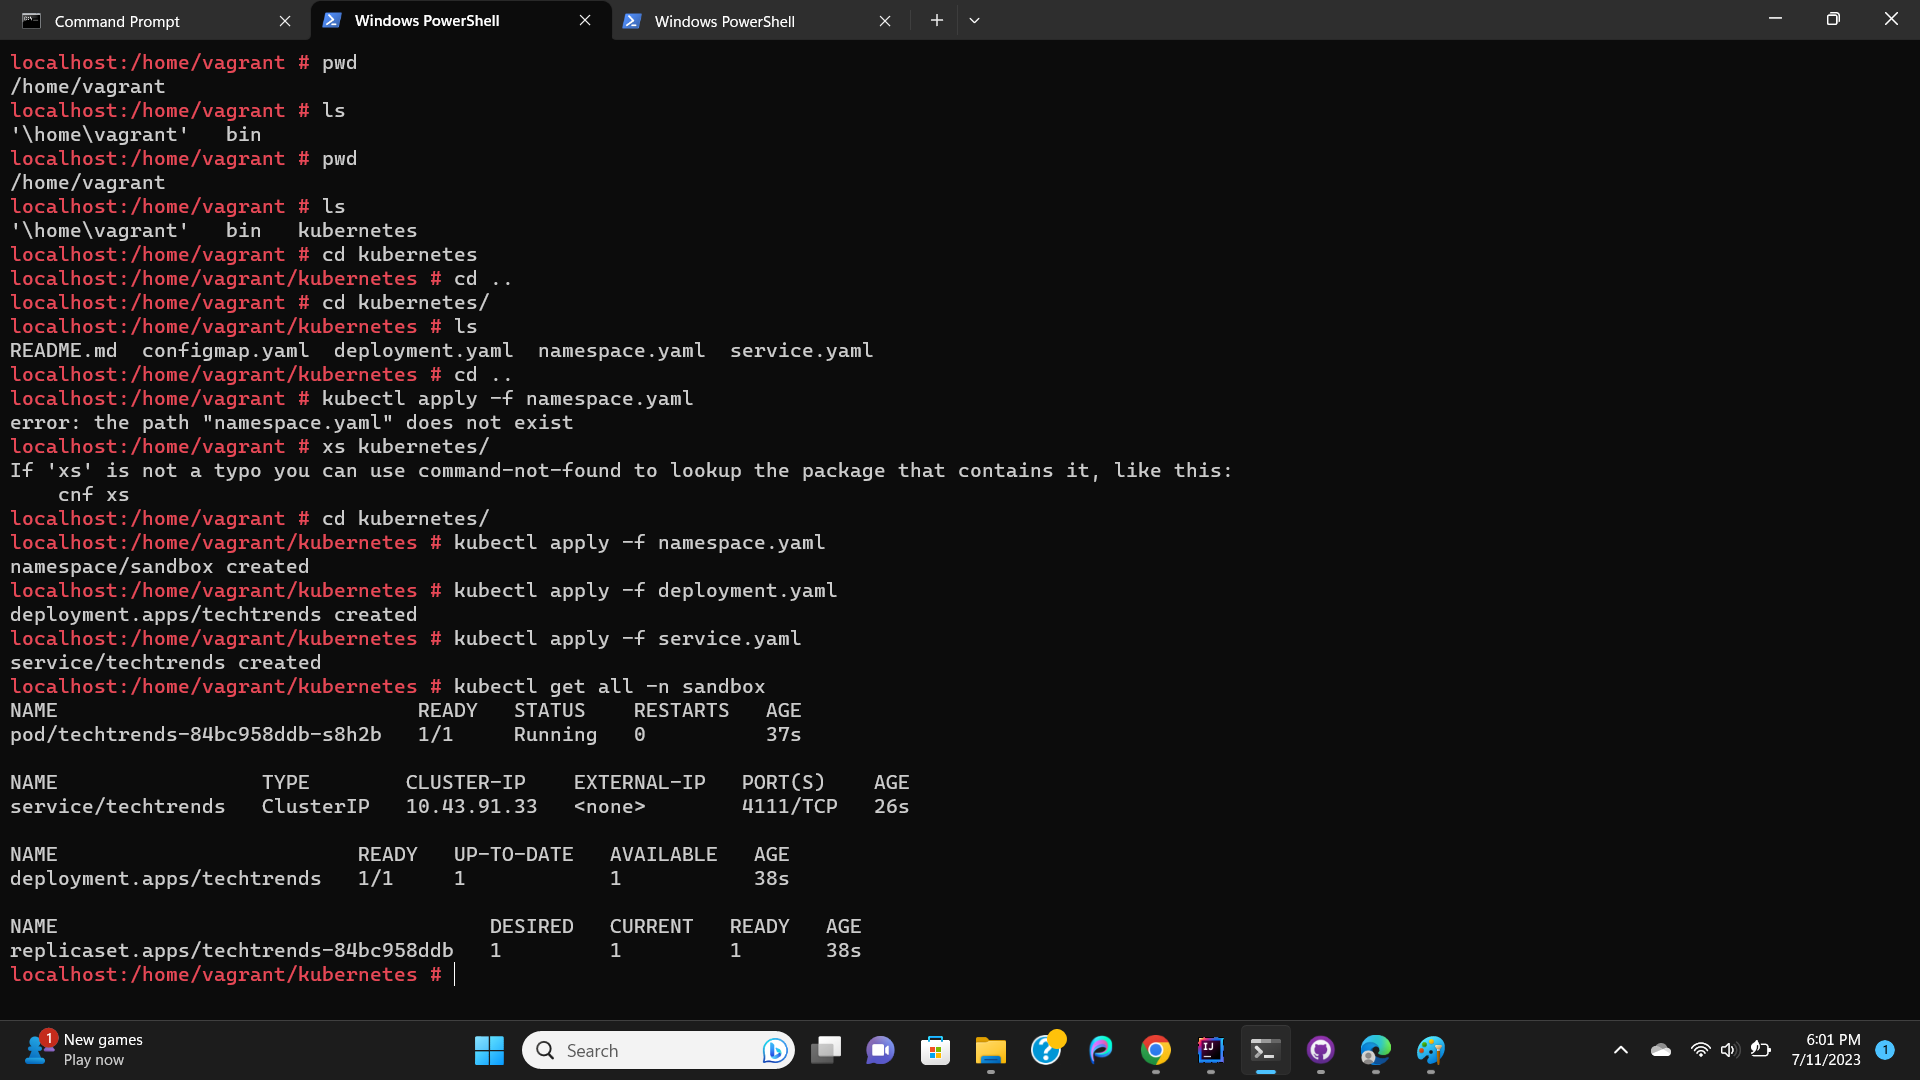 Command Prompt
Windows PowerShell
Windows PowerShell
localhost:/home/vagrant # pwd
/home/vagrant
localhost:/home/vagrant # ls
'\home\vagrant'   bin
localhost:/home/vagrant # pwd
/home/vagrant
localhost:/home/vagrant # ls
'\home\vagrant'   bin   kubernetes
localhost:/home/vagrant # cd kubernetes
localhost:/home/vagrant/kubernetes # cd ..
localhost:/home/vagrant # cd kubernetes/
localhost:/home/vagrant/kubernetes # ls
README.md  configmap.yaml  deployment.yaml  namespace.yaml  service.yaml
localhost:/home/vagrant/kubernetes # cd ..
localhost:/home/vagrant # kubectl apply -f namespace.yaml
error: the path "namespace.yaml" does not exist
localhost:/home/vagrant # xs kubernetes/
If 'xs' is not a typo you can use command-not-found to lookup the package that contains it, like this:
    cnf xs
localhost:/home/vagrant # cd kubernetes/
localhost:/home/vagrant/kubernetes # kubectl apply -f namespace.yaml
namespace/sandbox created
localhost:/home/vagrant/kubernetes # kubectl apply -f deployment.yaml
deployment.apps/techtrends created
localhost:/home/vagrant/kubernetes # kubectl apply -f service.yaml
service/techtrends created
localhost:/home/vagrant/kubernetes # kubectl get all -n sandbox
NAME                              READY   STATUS    RESTARTS   AGE
pod/techtrends-84bc958ddb-s8h2b   1/1     Running   0          37s

NAME                 TYPE        CLUSTER-IP    EXTERNAL-IP   PORT(S)    AGE
service/techtrends   ClusterIP   10.43.91.33   <none>        4111/TCP   26s

NAME                         READY   UP-TO-DATE   AVAILABLE   AGE
deployment.apps/techtrends   1/1     1            1           38s

NAME                                    DESIRED   CURRENT   READY   AGE
replicaset.apps/techtrends-84bc958ddb   1         1         1       38s
localhost:/home/vagrant/kubernetes #
1
New games
Play now
Search
IJ
6:01 PM
7/11/2023
1